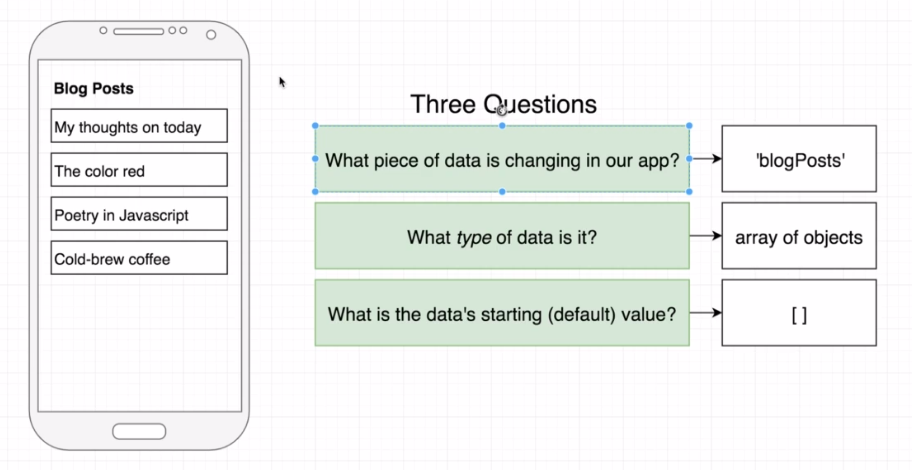 Blog Posts
My thoughts on today
The color red
Poetry in Javascript
Cold-brew coffee
Three Questions
What piece of data is changing in our app?
'blogPosts'
What type of data is it?
array of objects
What is the data's starting (default) value?
[ ]